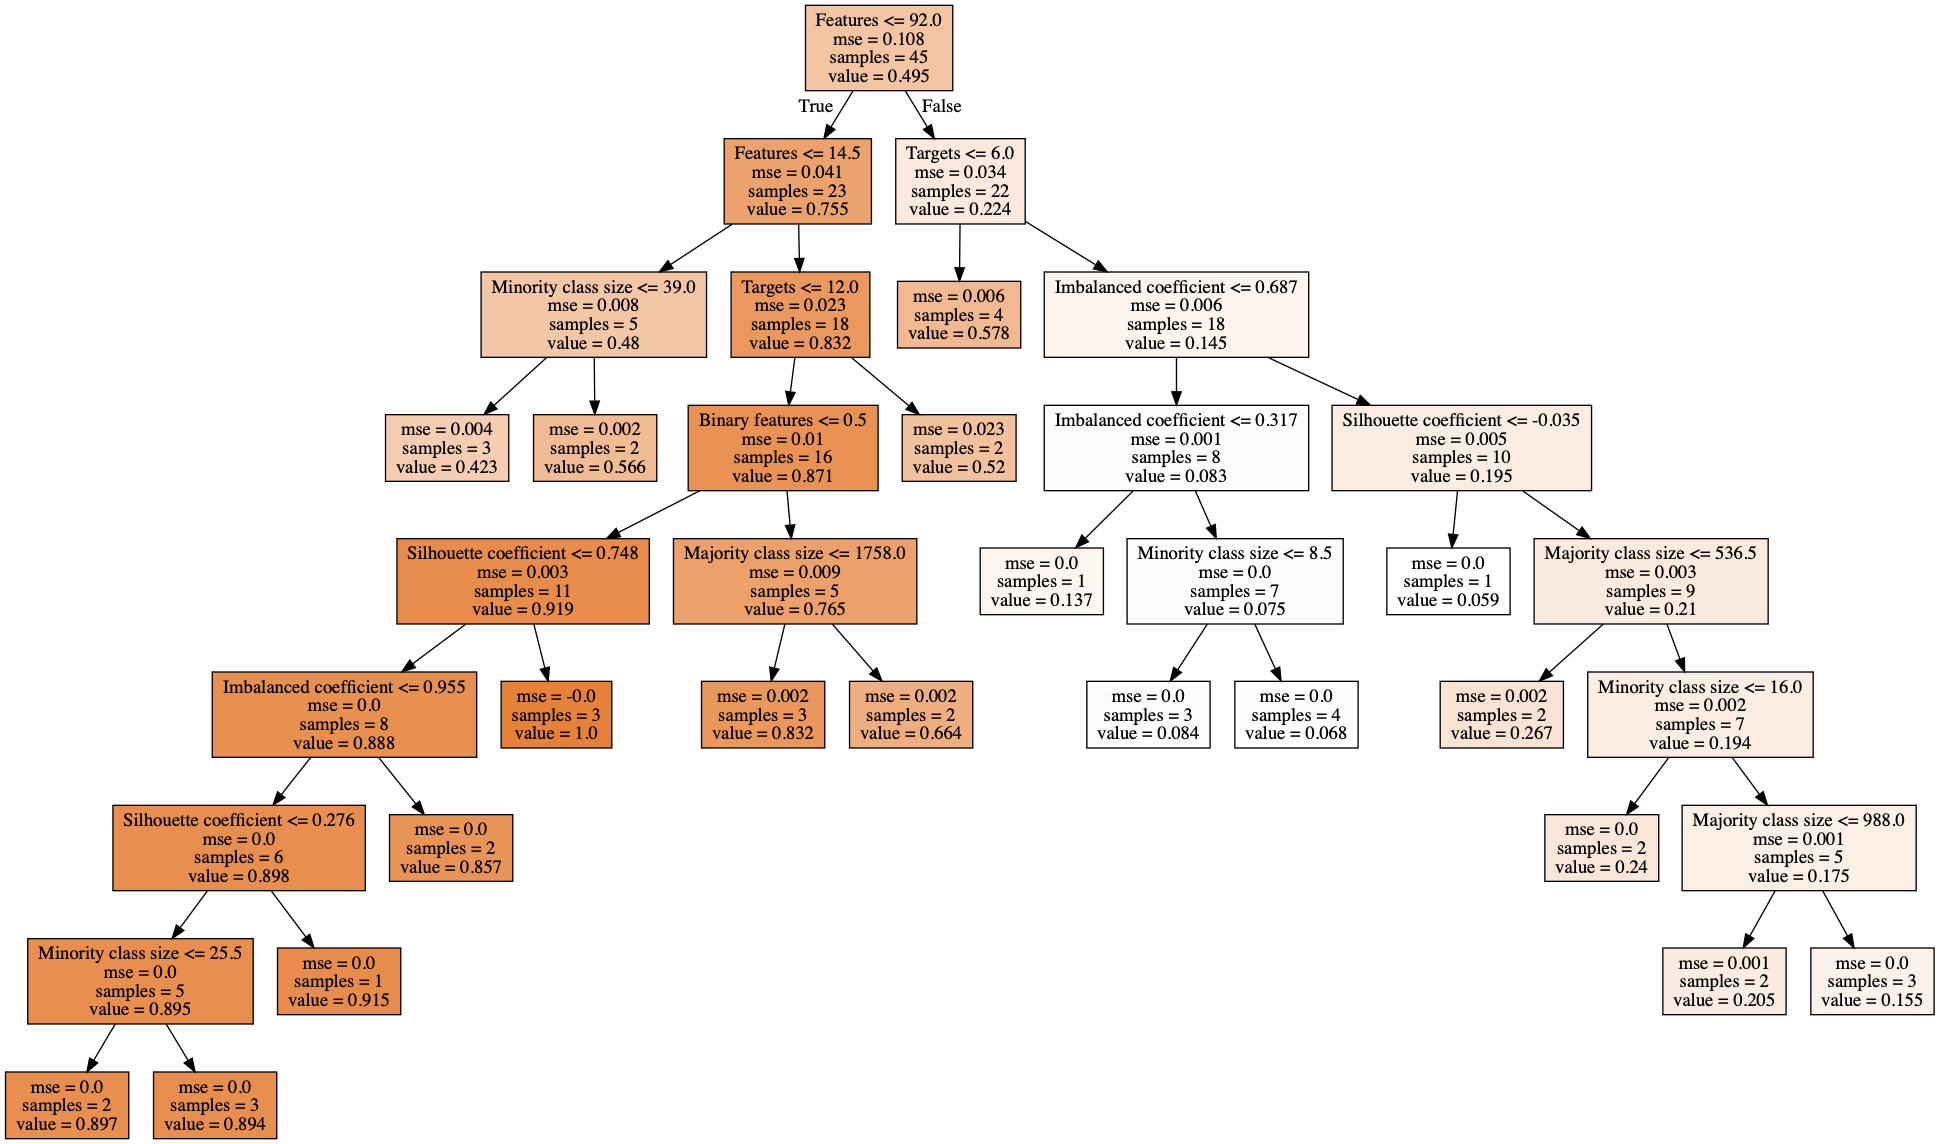 Features <= 92.0
mse = 0.108
samples = 45
value = 0.495
True
False
Features <= 14.5
mse = 0.041
samples = 23
value = 0.755
Targets <= 6.0
mse = 0.034
samples = 22
value = 0.224
Minority class size <= 39.0
mse = 0.008
samples = 5
value = 0.48
Targets <= 12.0
mse = 0.023
samples = 18
value = 0.832
mse = 0.006
samples = 4
value = 0.578
Imbalanced coefficient <= 0.687
mse = 0.006
samples = 18
value = 0.145
mse = 0.004
samples = 3
value = 0.423
mse = 0.002
samples = 2
value = 0.566
Binary features <= 0.5
mse = 0.01
samples = 16
value = 0.871
mse = 0.023
samples = 2
value = 0.52
Imbalanced coefficient <= 0.317
mse = 0.001
samples = 8
value = 0.083
Silhouette coefficient <= -0.035
mse = 0.005
samples = 10
value = 0.195
Silhouette coefficient <= 0.748
mse = 0.003
samples = 11
value = 0.919
Majority class size <= 1758.0
mse = 0.009
samples = 5
value = 0.765
mse = 0.0
samples = 1
value = 0.137
Minority class size <= 8.5
mse = 0.0
samples = 7
value = 0.075
mse = 0.0
samples = 1
value = 0.059
Majority class size <= 536.5
mse = 0.003
samples = 9
value = 0.21
Imbalanced coefficient <= 0.955
mse = 0.0
samples = 8
value = 0.888
mse = -0.0
samples = 3
value = 1.0
mse = 0.002
samples = 3
value = 0.832
mse = 0.002
samples = 2
value = 0.664
mse = 0.0
samples = 3
value = 0.084
mse = 0.0
samples = 4
value = 0.068
mse = 0.002
samples = 2
value = 0.267
Minority class size <= 16.0
mse = 0.002
samples = 7
value = 0.194
Silhouette coefficient <= 0.276
mse = 0.0
samples = 6
value = 0.898
mse = 0.0
samples = 2
value = 0.857
mse = 0.0
samples = 2
value = 0.24
Majority class size <= 988.0
mse = 0.001
samples = 5
value = 0.175
Minority class size <= 25.5
mse = 0.0
samples = 5
value = 0.895
mse = 0.0
samples = 1
value = 0.915
mse = 0.001
samples = 2
value = 0.205
mse = 0.0
samples = 3
value = 0.155
mse = 0.0
samples = 2
value = 0.897
mse = 0.0
samples = 3
value = 0.894